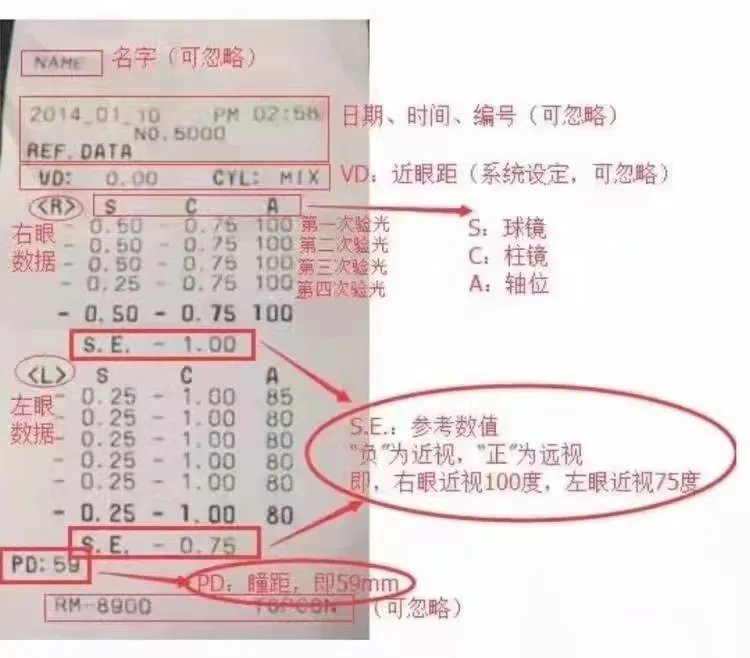 NAME 名字（可忽略）
2014_01_10 PM 02:58 日期、时间、编号（可忽略）
NO.5000
REF.DATA
VD: 0.00 CYL: MIX VD：近眼距（系统设定，可忽略）
<R> S C A
右眼数据
- 0.50 - 0.75 100 第一次验光
- 0.50 - 0.75 100 第二次验光
- 0.50 - 0.75 100 第三次验光
- 0.25 - 0.75 100 第四次验光
- 0.50 - 0.75 100
S.E. - 1.00
S：球镜
C：柱镜
A：轴位
<L> S C A
左眼数据
- 0.25 - 1.00 85
- 0.25 - 1.00 80
- 0.25 - 1.00 80
- 0.25 - 1.00 80
- 0.25 - 1.00 80
- 0.25 - 1.00 80
S.E. - 0.75
S.E.：参考数值
“负”为近视，“正”为远视
即，右眼近视100度，左眼近视75度
PD: 59
PD：瞳距，即59mm
RM-8900 TOPCON （可忽略）